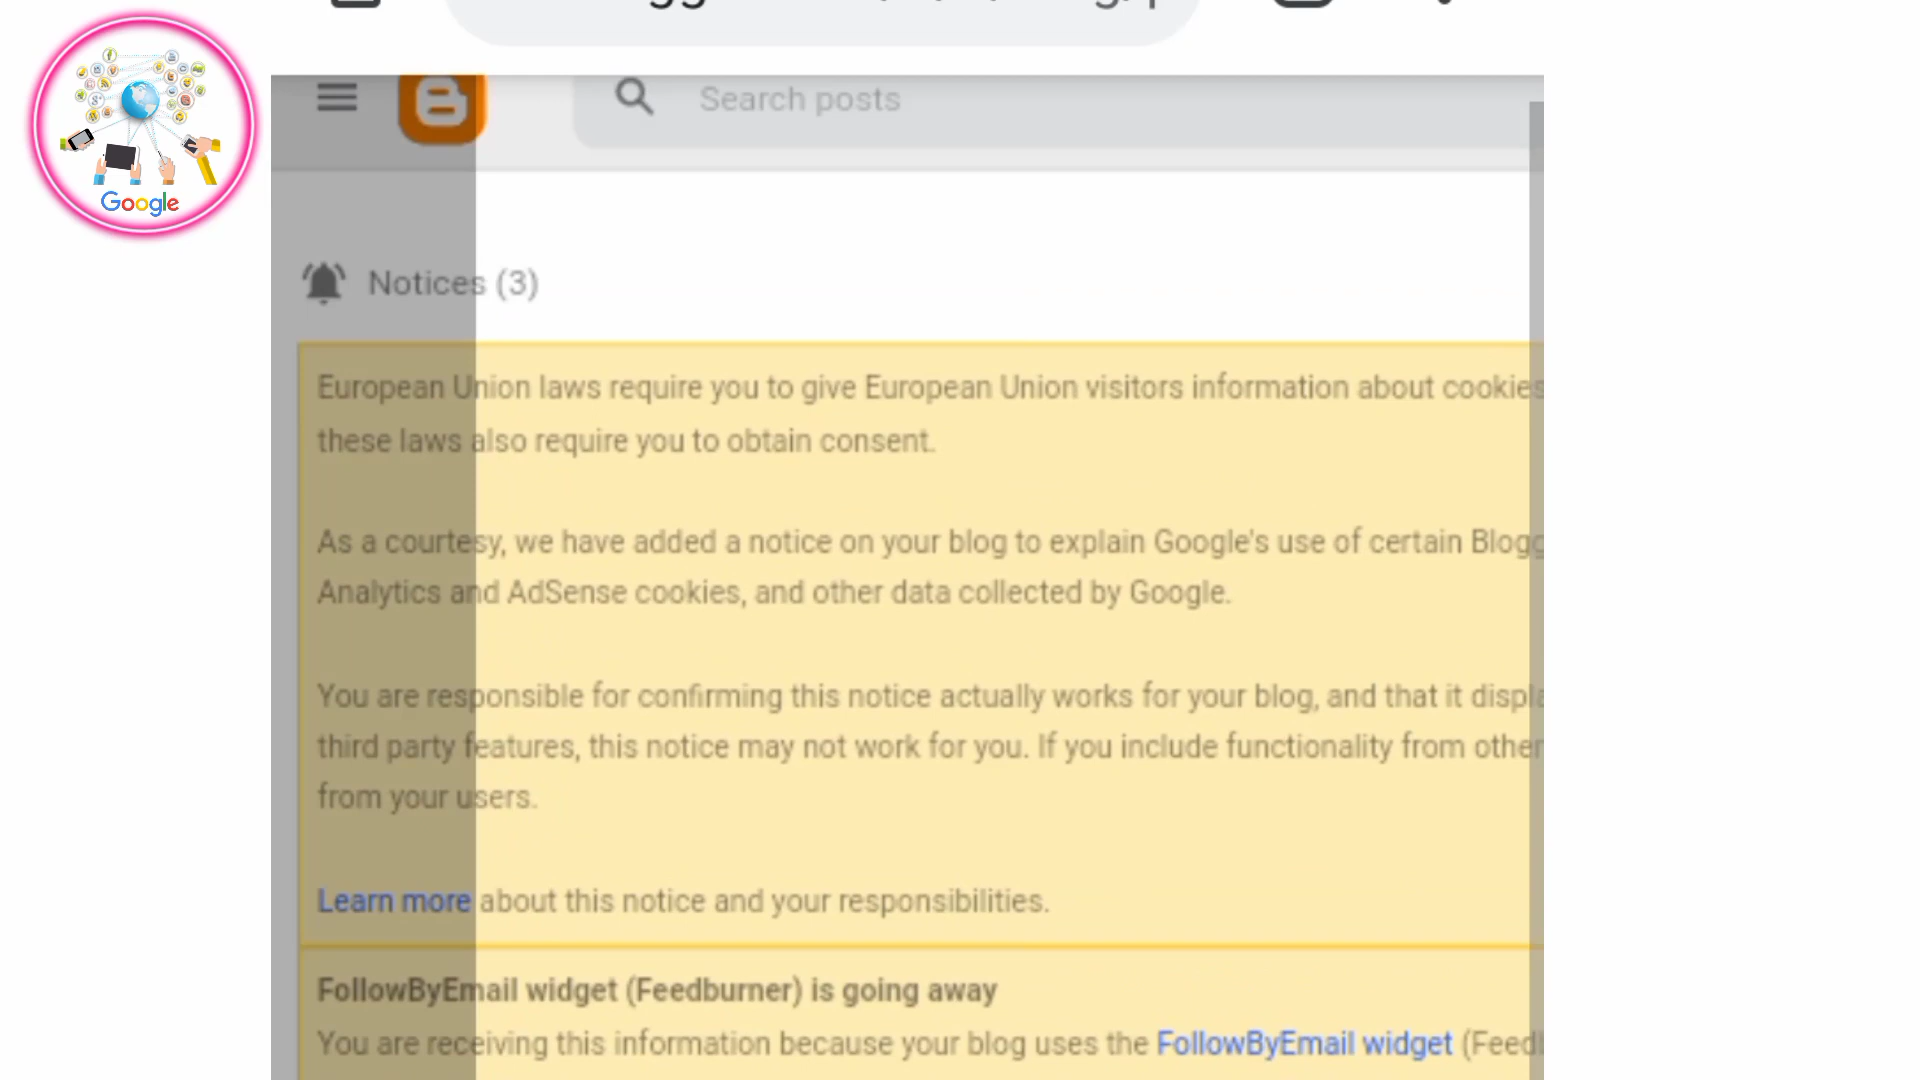 Google
Search posts
Notices (3)
European Union laws require you to give European Union visitors information about cookies
these laws also require you to obtain consent.
As a courtesy, we have added a notice on your blog to explain Google's use of certain
Analytics and AdSense cookies, and other data collected by Google.
You are responsible for confirming this notice actually works for your blog, and that it
third party features, this notice may not work for you. If you include functionality from other
from your users.
Learn more about this notice and your responsibilities.
FollowByEmail widget (Feedburner) is going away
You are receiving this information because your blog uses the FollowByEmail widget